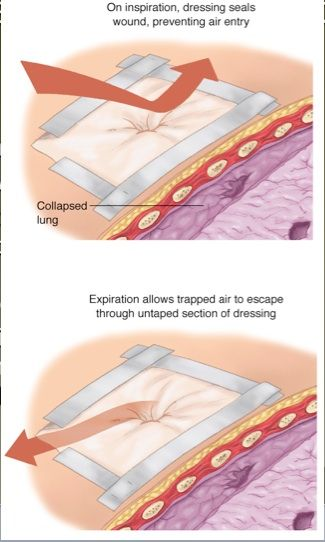 On inspiration, dressing seals
wound, preventing air entry
Collapsed
lung
Expiration allows trapped air to escape
through untaped section of dressing